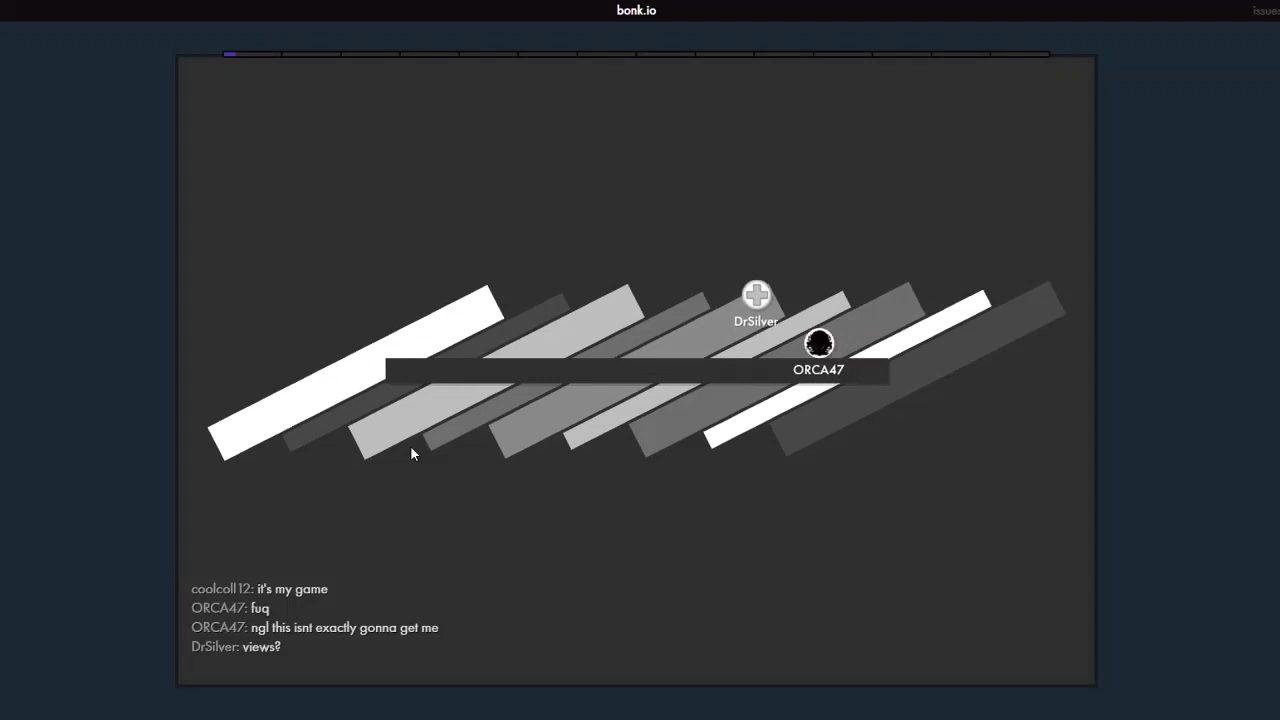 bonk.io
issues
DrSilver
ORCA47
coolcoll12: it's my game
ORCA47: fuq
ORCA47: ngl this isnt exactly gonna get me
DrSilver: views?